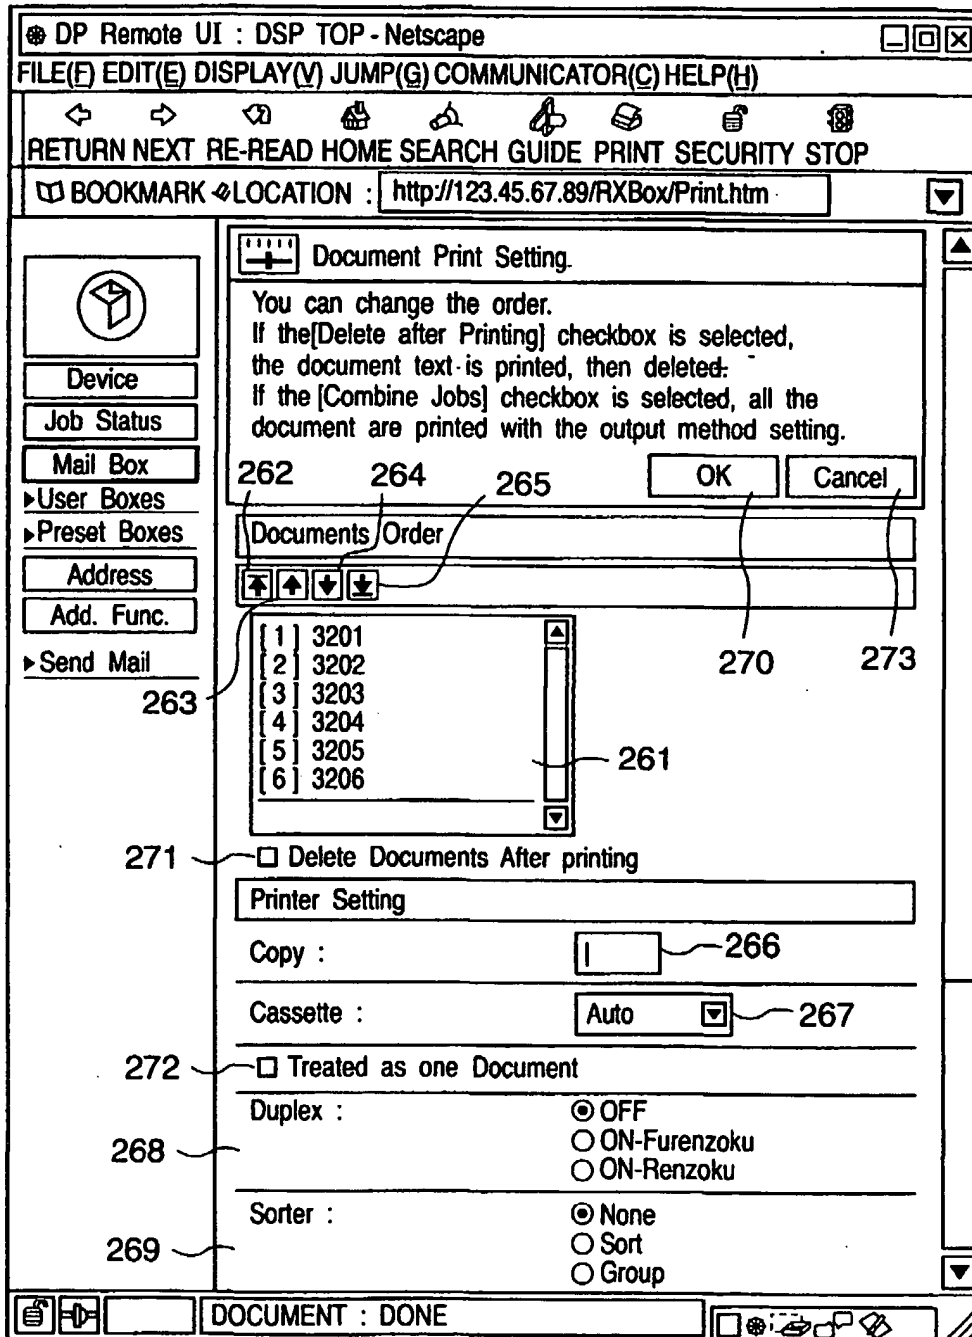 DP Remote UI : DSP TOP - Netscape
FILE(F) EDIT(E) DISPLAY(V) JUMP(G) COMMUNICATOR(C) HELP(H)
RETURN NEXT RE-READ HOME SEARCH GUIDE PRINT SECURITY STOP
BOOKMARK LOCATION : http://123.45.67.89/RXBox/Print.htm
Device
Job Status
Mail Box
▶User Boxes
▶Preset Boxes
Address
Add. Func.
▶Send Mail
Document Print Setting.
You can change the order.
If the[Delete after Printing] checkbox is selected,
the document text is printed, then deleted.
If the [Combine Jobs] checkbox is selected, all the
document are printed with the output method setting.
OK Cancel
262 264 265
Documents Order
270 273
263
[ 1 ] 3201
[ 2 ] 3202
[ 3 ] 3203
[ 4 ] 3204
[ 5 ] 3205
[ 6 ] 3206
261
271 Delete Documents After printing
Printer Setting
Copy : 266
Cassette : Auto 267
272 Treated as one Document
Duplex : OFF
ON-Furenzoku
ON-Renzoku
268
Sorter : None
Sort
Group
269
DOCUMENT : DONE